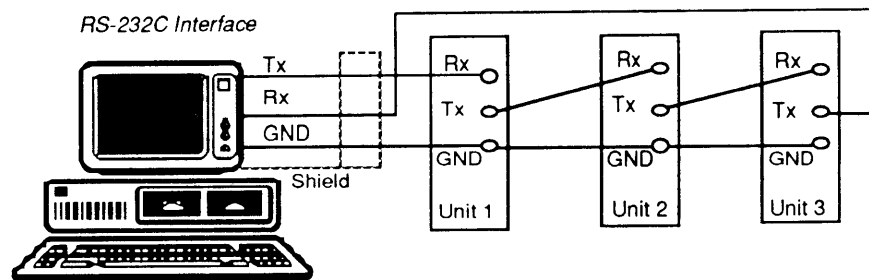 RS-232C Interface
Tx
Rx
GND
Shield
Rx
Tx
GND
Unit 1
Rx
Tx
GND
Unit 2
Rx
Tx
GND
Unit 3